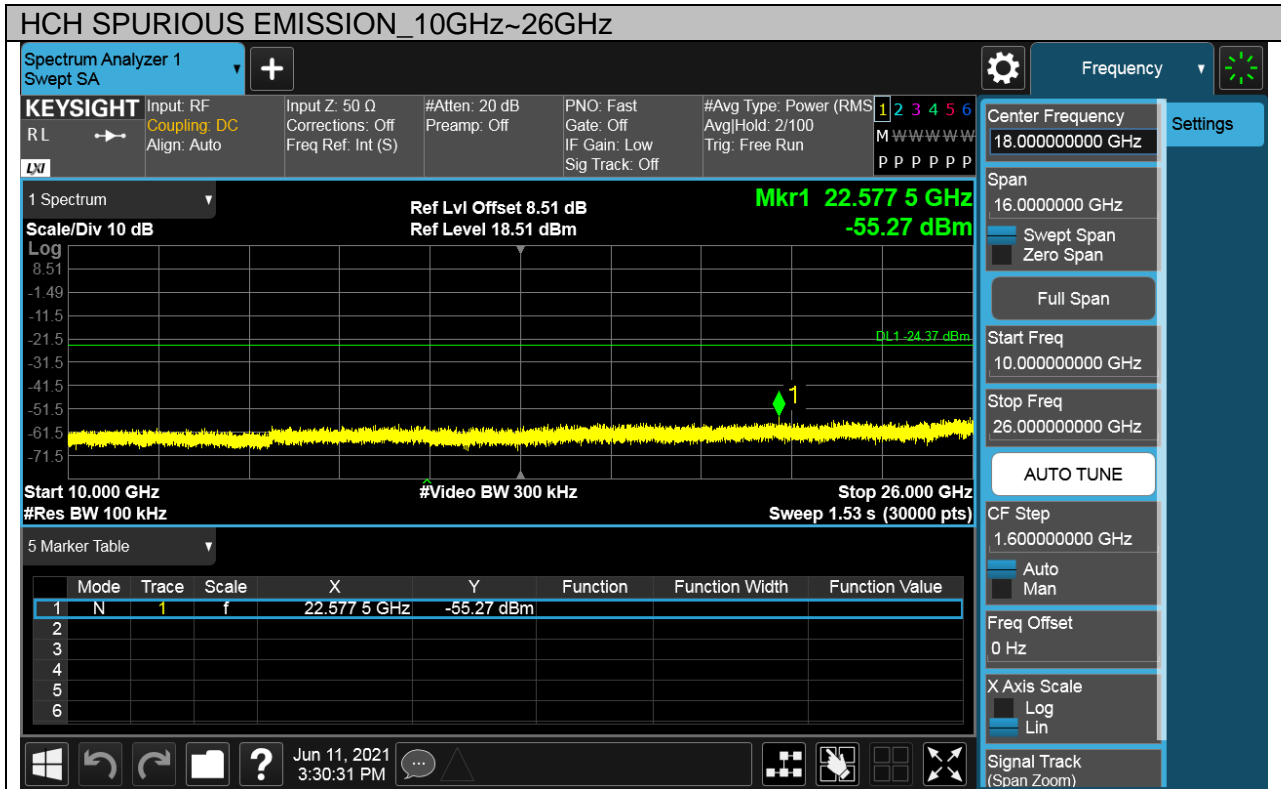 HCH SPURIOUS EMISSION_10GHz~26GHz
Spectrum Analyzer 1
Swept SA
+
Frequency
KEYSIGHT
RL
LXI
Input: RF
Coupling: DC
Align: Auto
Input Z: 50 Ω
Corrections: Off
Freq Ref: Int (S)
#Atten: 20 dB
Preamp: Off
PNO: Fast
Gate: Off
IF Gain: Low
Sig Track: Off
#Avg Type: Power (RMS
Avg|Hold: 2/100
Trig: Free Run
1 2 3 4 5 6
M W W W W W
P P P P P P
1 Spectrum
Scale/Div 10 dB
Ref Lvl Offset 8.51 dB
Ref Level 18.51 dBm
Mkr1 22.577 5 GHz
-55.27 dBm
Log
8.51
-1.49
-11.5
-21.5
-31.5
-41.5
-51.5
-61.5
-71.5
DL1 -24.37 dBm
1
Start 10.000 GHz
#Res BW 100 kHz
#Video BW 300 kHz
Stop 26.000 GHz
Sweep 1.53 s (30000 pts)
5 Marker Table
Mode Trace Scale X Y Function Function Width Function Value
1 N 1 f 22.577 5 GHz -55.27 dBm
2
3
4
5
6
Jun 11, 2021
3:30:31 PM
?
Center Frequency
18.000000000 GHz
Settings
Span
16.0000000 GHz
Swept Span
Zero Span
Full Span
Start Freq
10.000000000 GHz
Stop Freq
26.000000000 GHz
AUTO TUNE
CF Step
1.600000000 GHz
Auto
Man
Freq Offset
0 Hz
X Axis Scale
Log
Lin
Signal Track
(Span Zoom)